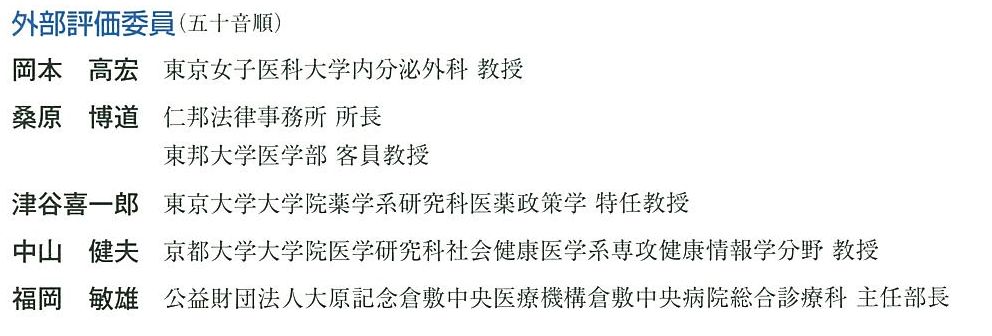 外部評価委員(五十音順)
岡本 高宏 東京女子医科大学内分泌外科 教授
桑原 博道 仁邦法律事務所 所長
東邦大学医学部 客員教授
津谷喜一郎 東京大学大学院薬学系研究科医薬政策学 特任教授
中山 健夫 京都大学大学院医学研究科社会健康医学系専攻健康情報学分野 教授
福岡 敏雄 公益財団法人大原記念倉敷中央医療機構倉敷中央病院総合診療科 主任部長